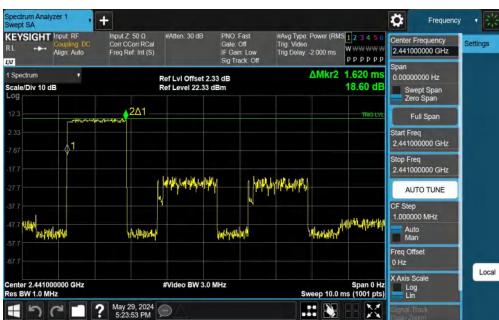 Spectrum Analyzer 1
Swept SA
Frequency
Settings
KEYSIGHT Input: RF
Coupling: DC
Align: Auto
RL
Input Z: 50 Ω
Corr CCorr RCal
Freq Ref: Int (S)
#Atten: 30 dB
PNO: Fast
Gate: Off
IF Gain: Low
Sig Track: Off
#Avg Type: Power (RMS
Trig: Video
Trig Delay: -2.000 ms
1 2 3 4 5 6
W W W W W W
P P P P P P
LXI
1 Spectrum
Scale/Div 10 dB
Log
Ref Lvl Offset 2.33 dB
Ref Level 22.33 dBm
ΔMkr2 1.620 ms
18.60 dB
12.3
2.33
-7.67
-17.7
-27.7
-37.7
-47.7
-57.7
-67.7
2Δ1
1
TRIG LVL
Center 2.441000000 GHz
Res BW 1.0 MHz
#Video BW 3.0 MHz
Span 0 Hz
Sweep 10.0 ms (1001 pts)
May 29, 2024
5:23:53 PM
Center Frequency
2.441000000 GHz
Span
0.00000000 Hz
Swept Span
Zero Span
Full Span
Start Freq
2.441000000 GHz
Stop Freq
2.441000000 GHz
AUTO TUNE
CF Step
1.000000 MHz
Auto
Man
Freq Offset
0 Hz
X Axis Scale
Log
Lin
Signal Track
Local